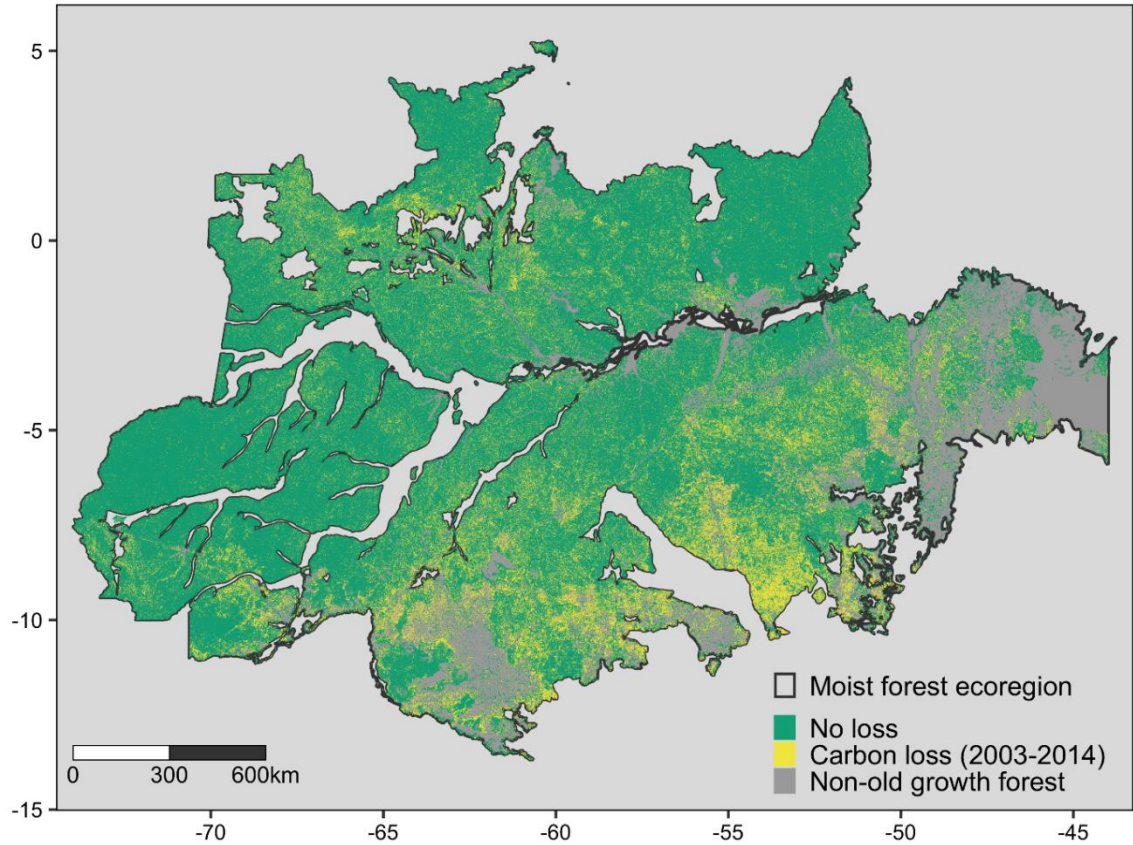 5
0
-5
-10
-15
-70
-65
-60
-55
-50
-45
0
300
600km
Moist forest ecoregion
No loss
Carbon loss (2003-2014)
Non-old growth forest